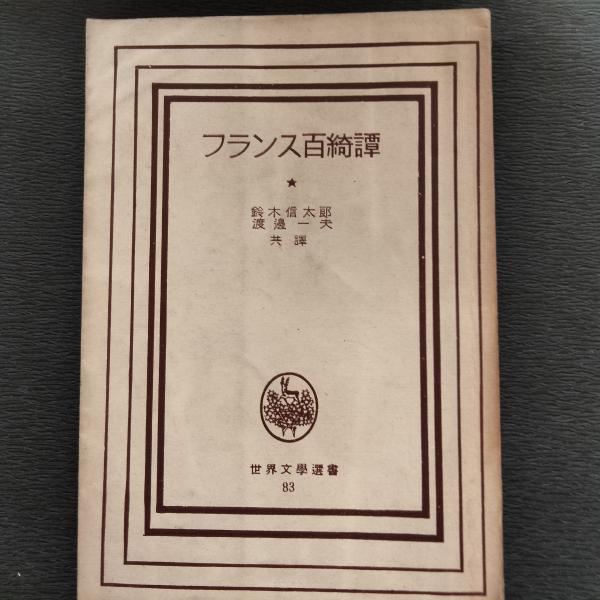 フランス百綺譚
★
鈴木信太郎
渡邊一夫
共譯
世界文學選書
83